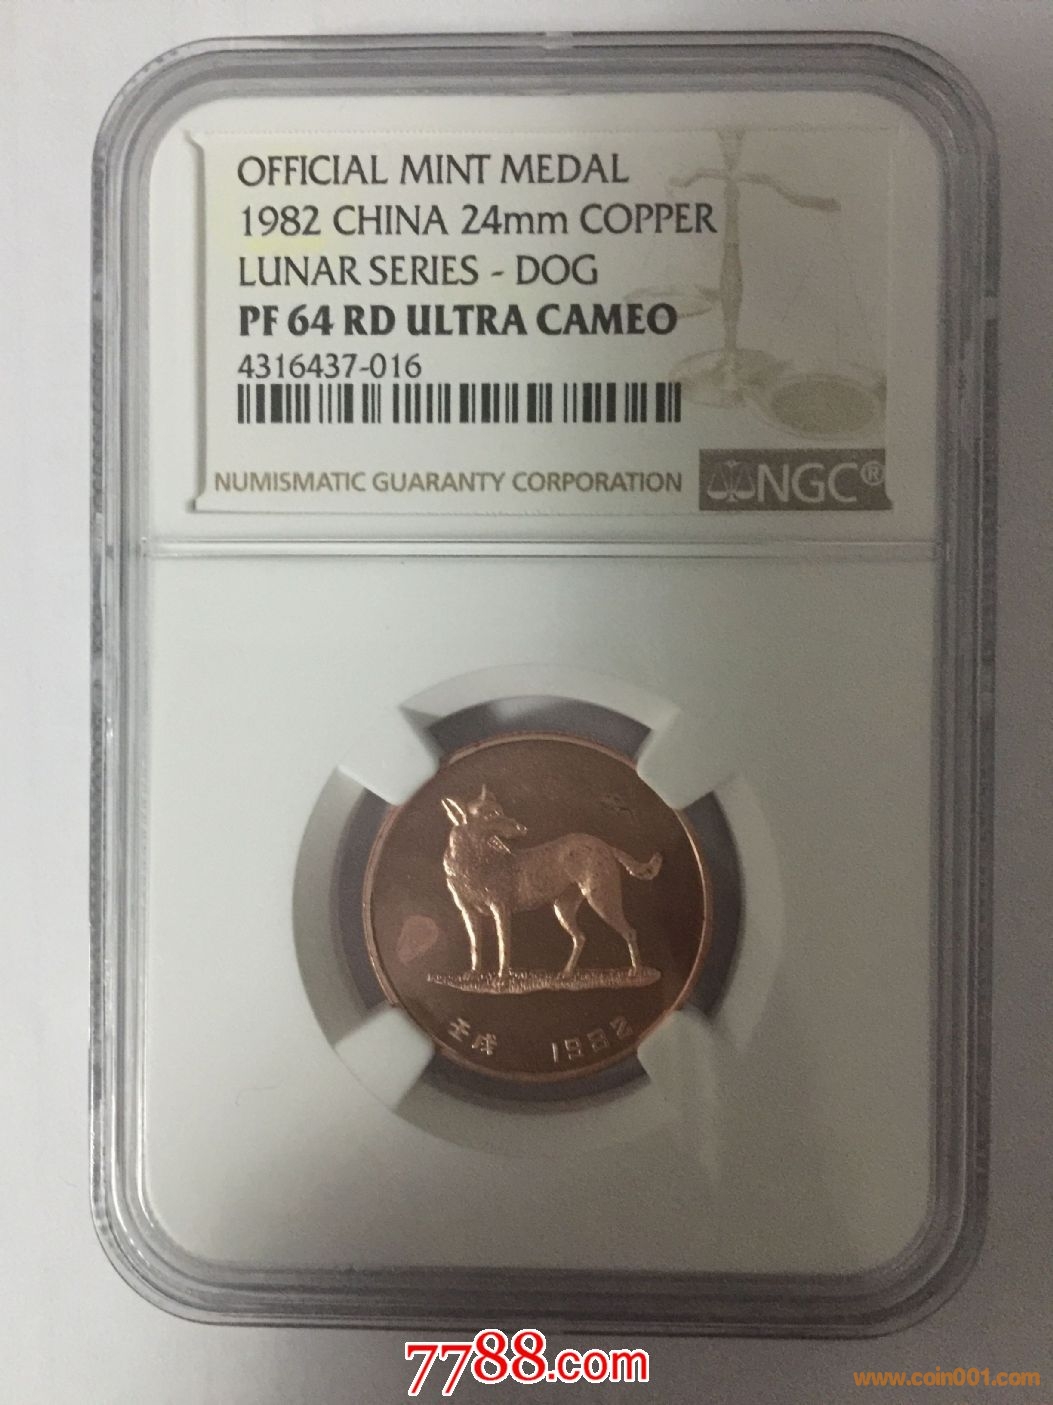 OFFICIAL MINT MEDAL
1982 CHINA 24mm COPPER
LUNAR SERIES - DOG
PF 64 RD ULTRA CAMEO
4316437-016
NUMISMATIC GUARANTY CORPORATION NGC®
壬戌 1982
7788.com
www.coin001.com